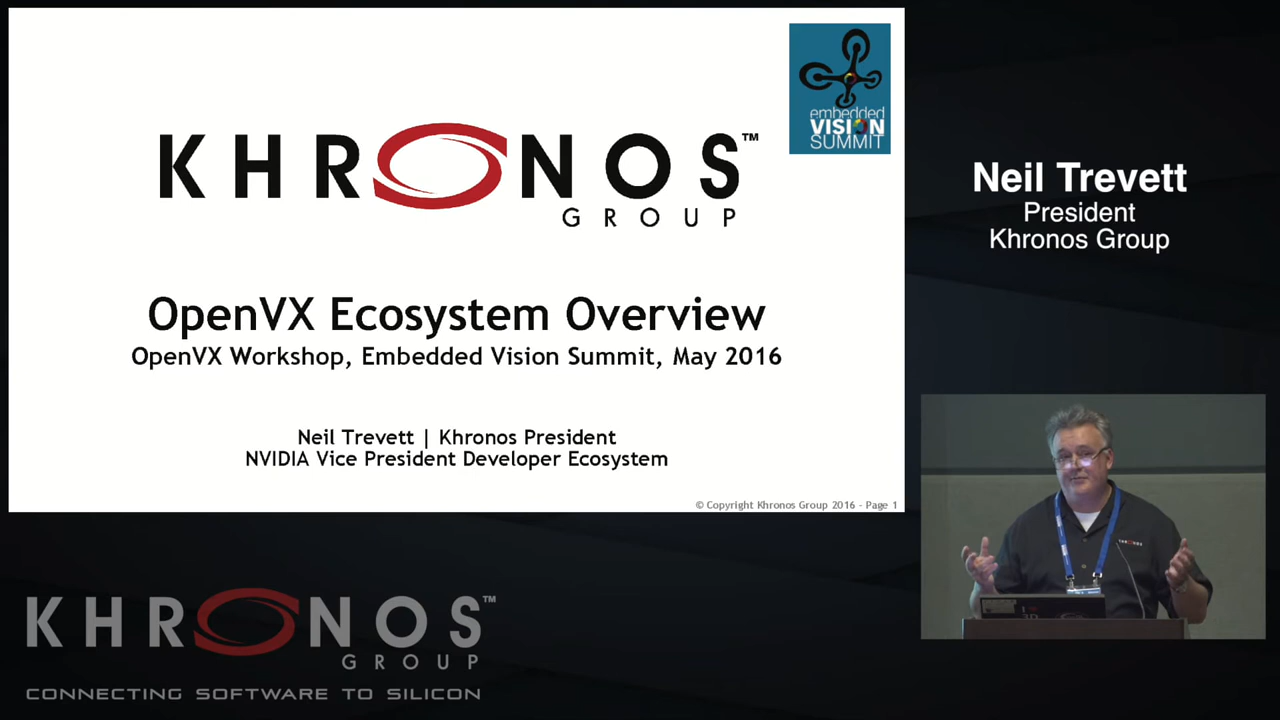 embedded
VISION
SUMMIT
KHRONOS™
GROUP
OpenVX Ecosystem Overview
OpenVX Workshop, Embedded Vision Summit, May 2016
Neil Trevett | Khronos President
NVIDIA Vice President Developer Ecosystem
© Copyright Khronos Group 2016 - Page 1
Neil Trevett
President
Khronos Group
KHRONOS
KHRONOS™
GROUP
CONNECTING SOFTWARE TO SILICON